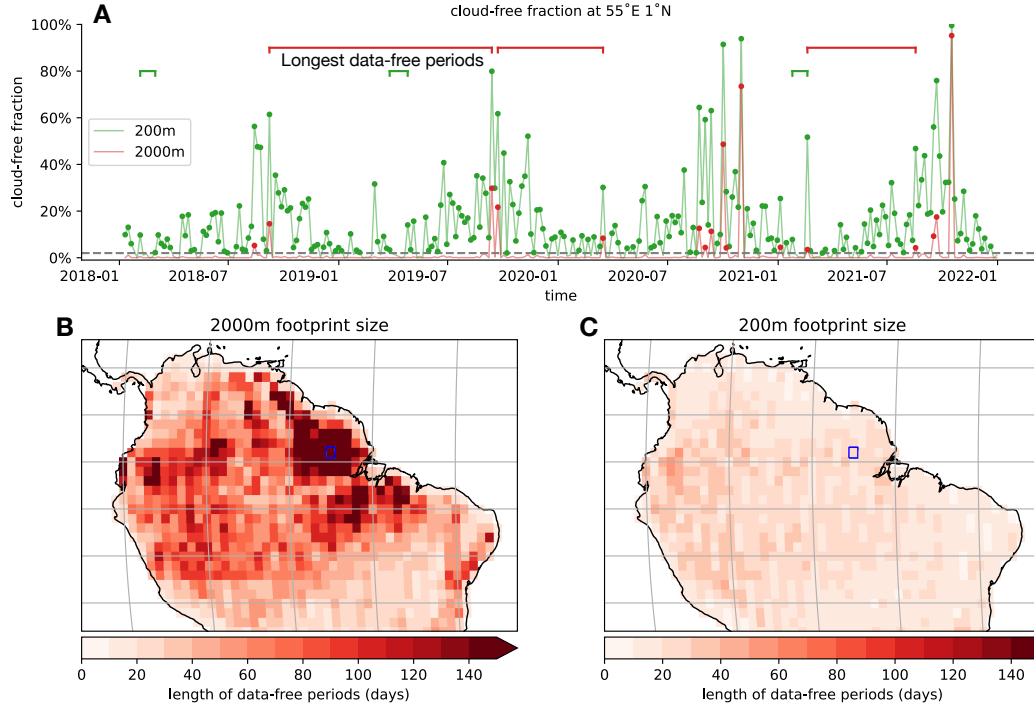 A
cloud-free fraction at 55˚E 1˚N
100%
80%
60%
40%
20%
0%
cloud-free fraction
Longest data-free periods
200m
2000m
2018-01
2018-07
2019-01
2019-07
2020-01
2020-07
2021-01
2021-07
2022-01
time
B
2000m footprint size
0
20
40
60
80
100
120
140
length of data-free periods (days)
C
200m footprint size
0
20
40
60
80
100
120
140
length of data-free periods (days)